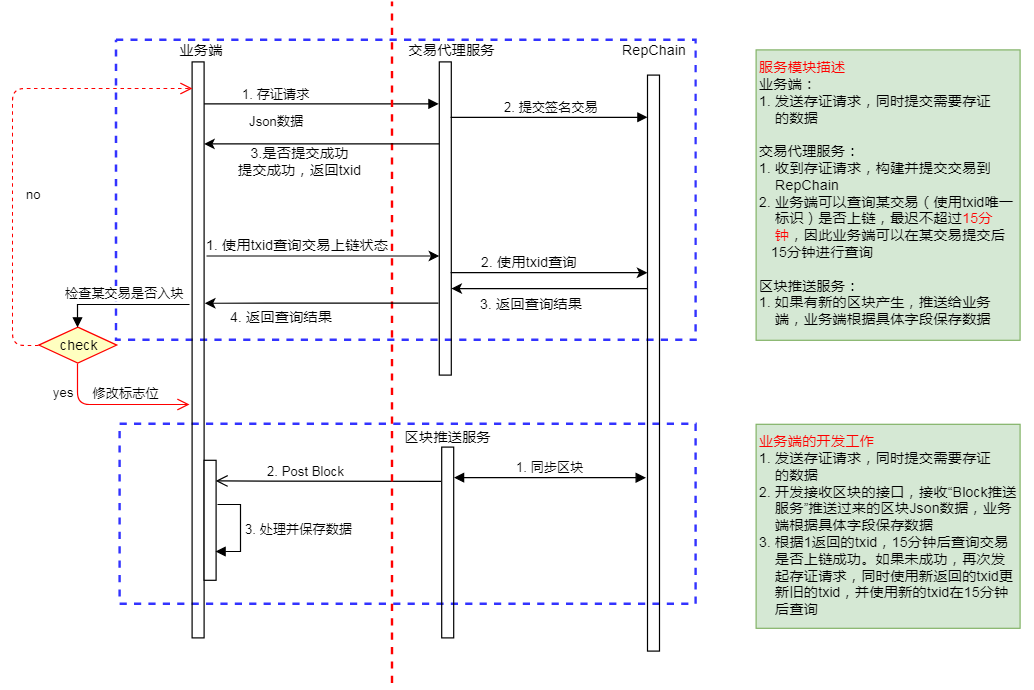 业务端
交易代理服务
RepChain
1. 存证请求
Json数据
2. 提交签名交易
3.是否提交成功
提交成功，返回txid
no
1. 使用txid查询交易上链状态
2. 使用txid查询
3. 返回查询结果
4. 返回查询结果
检查某交易是否入块
check
yes
修改标志位
区块推送服务
1. 同步区块
2. Post Block
3. 处理并保存数据
服务模块描述
业务端：
1. 发送存证请求，同时提交需要存证
的数据
交易代理服务：
1. 收到存证请求，构建并提交交易到
RepChain
2. 业务端可以查询某交易（使用txid唯一
标识）是否上链，最迟不超过15分
钟，因此业务端可以在某交易提交后
15分钟进行查询
区块推送服务：
1. 如果有新的区块产生，推送给业务
端，业务端根据具体字段保存数据
业务端的开发工作
1. 发送存证请求，同时提交需要存证
的数据
2. 开发接收区块的接口，接收“Block推送
服务”推送过来的区块Json数据，业务
端根据具体字段保存数据
3. 根据1返回的txid，15分钟后查询交易
是否上链成功。如果未成功，再次发
起存证请求，同时使用新返回的txid更
新旧的txid，并使用新的txid在15分钟
后查询